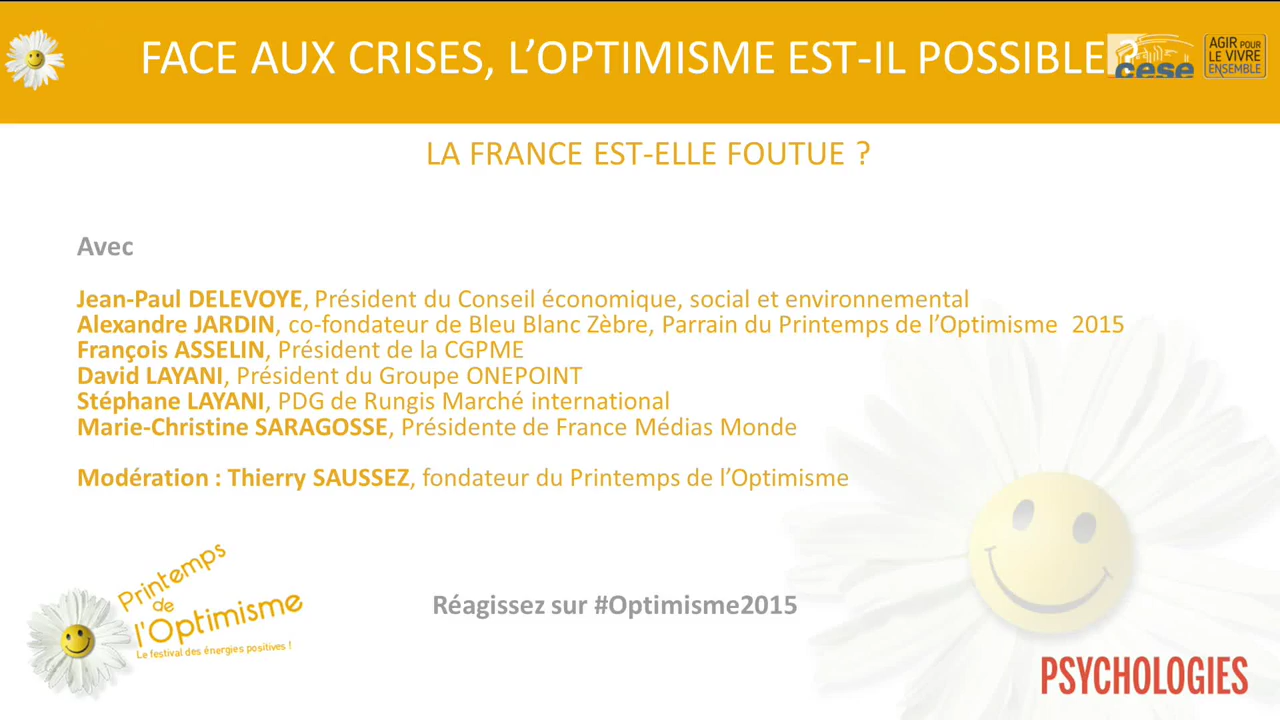 FACE AUX CRISES, L’OPTIMISME EST-IL POSSIBLE ?
cese
AGIR POUR
LE VIVRE
ENSEMBLE
LA FRANCE EST-ELLE FOUTUE ?
Avec
Jean-Paul DELEVOYE, Président du Conseil économique, social et environnemental
Alexandre JARDIN, co-fondateur de Bleu Blanc Zèbre, Parrain du Printemps de l’Optimisme 2015
François ASSELIN, Président de la CGPME
David LAYANI, Président du Groupe ONEPOINT
Stéphane LAYANI, PDG de Rungis Marché international
Marie-Christine SARAGOSSE, Présidente de France Médias Monde
Modération : Thierry SAUSSEZ, fondateur du Printemps de l’Optimisme
Printemps
de
l'Optimisme
Le festival des énergies positives !
Réagissez sur #Optimisme2015
PSYCHOLOGIES